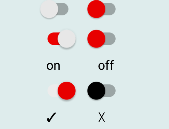 on off
✓ X